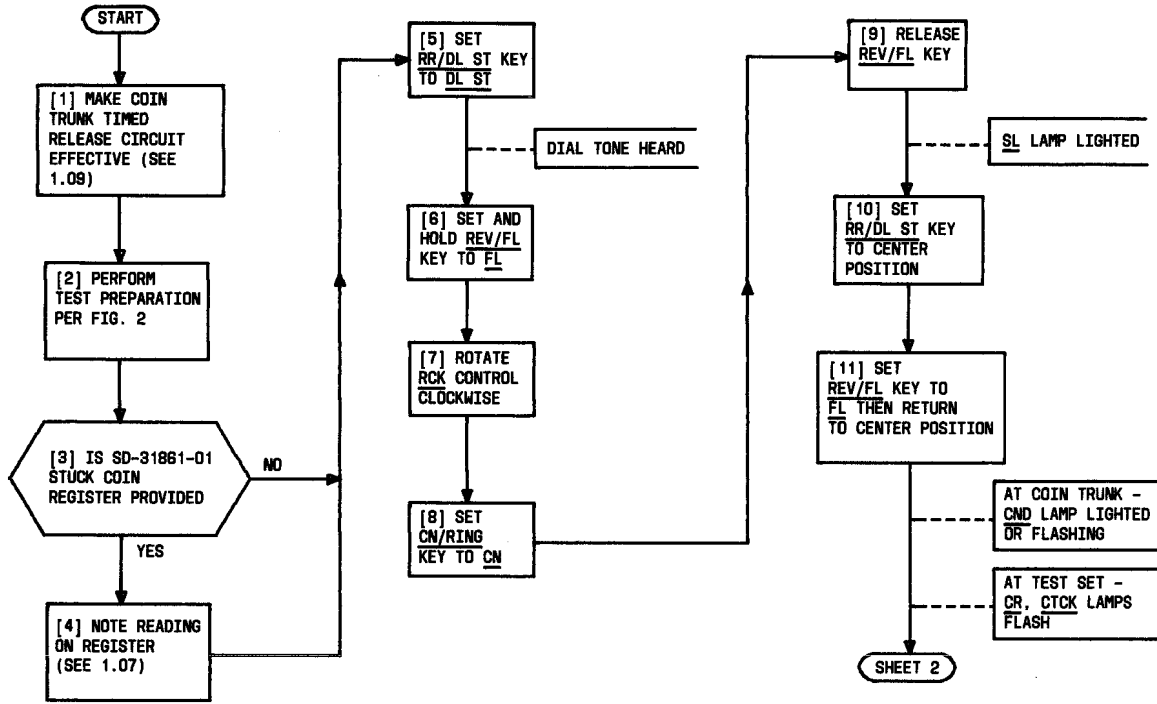 START
[1] MAKE COIN
TRUNK TIMED
RELEASE CIRCUIT
EFFECTIVE (SEE
1.09)
[2] PERFORM
TEST PREPARATION
PER FIG. 2
[3] IS SD-31861-01
STUCK COIN
REGISTER PROVIDED
NO
YES
[4] NOTE READING
ON REGISTER
(SEE 1.07)
[5] SET
RR/DL ST KEY
TO DL ST
DIAL TONE HEARD
[6] SET AND
HOLD REV/FL
KEY TO FL
[7] ROTATE
RCK CONTROL
CLOCKWISE
[8] SET
CN/RING
KEY TO CN
[9] RELEASE
REV/FL KEY
SL LAMP LIGHTED
[10] SET
RR/DL ST KEY
TO CENTER
POSITION
[11] SET
REV/FL KEY TO
FL THEN RETURN
TO CENTER POSITION
AT COIN TRUNK -
CND LAMP LIGHTED
OR FLASHING
AT TEST SET -
CR, CTCK LAMPS
FLASH
SHEET 2